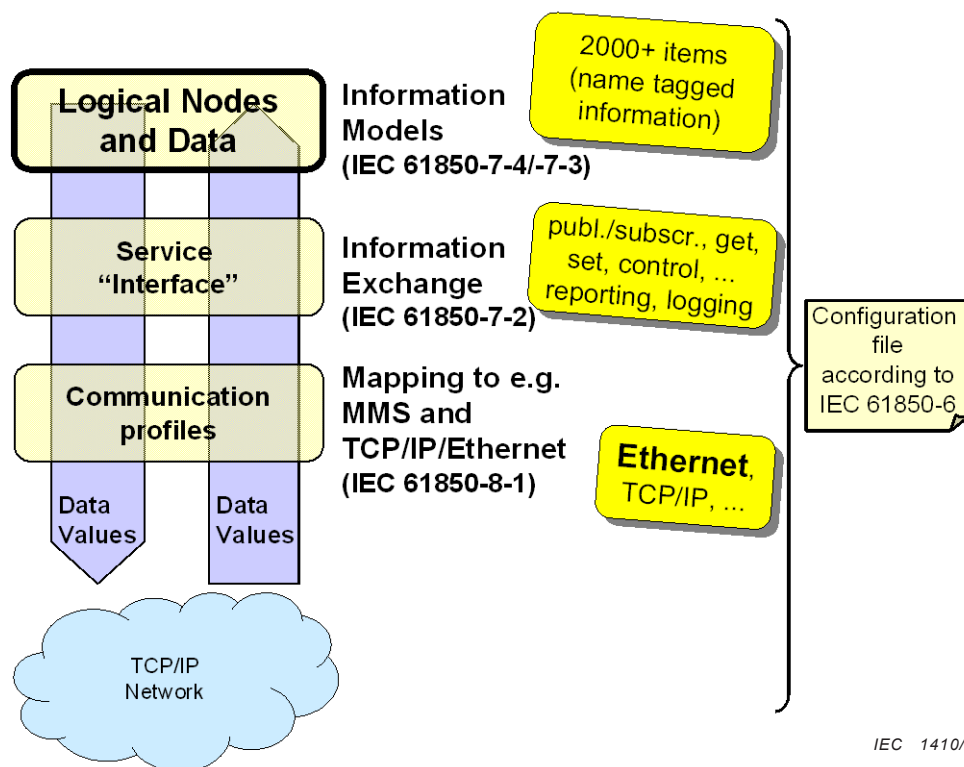 Logical Nodes
and Data
Information
Models
(IEC 61850-7-4/-7-3)
2000+ items
(name tagged
information)
Service
“Interface”
Information
Exchange
(IEC 61850-7-2)
publ./subscr., get,
set, control, ...
reporting, logging
Configuration
file
according to
IEC 61850-6
Communication
profiles
Mapping to e.g.
MMS and
TCP/IP/Ethernet
(IEC 61850-8-1)
Ethernet,
TCP/IP, ...
Data
Values
Data
Values
TCP/IP
Network
IEC 1410/